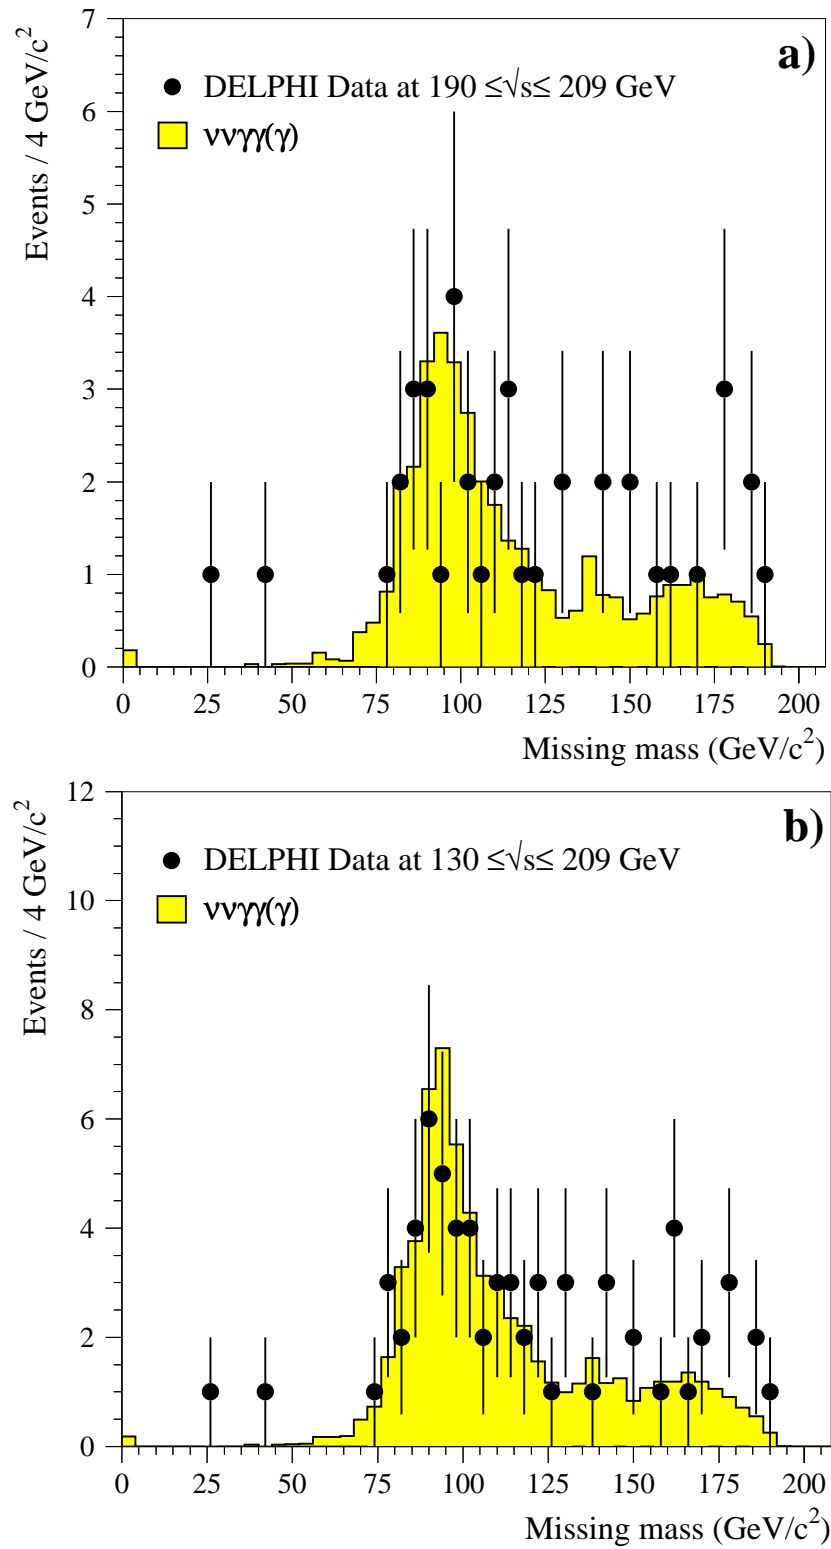 a)
DELPHI Data at 190 ≤√s≤ 209 GeV
ννγγ(γ)
Events / 4 GeV/c²
7
6
5
4
3
2
1
0
0 25 50 75 100 125 150 175 200
Missing mass (GeV/c²)
b)
DELPHI Data at 130 ≤√s≤ 209 GeV
ννγγ(γ)
Events / 4 GeV/c²
12
10
8
6
4
2
0
0 25 50 75 100 125 150 175 200
Missing mass (GeV/c²)